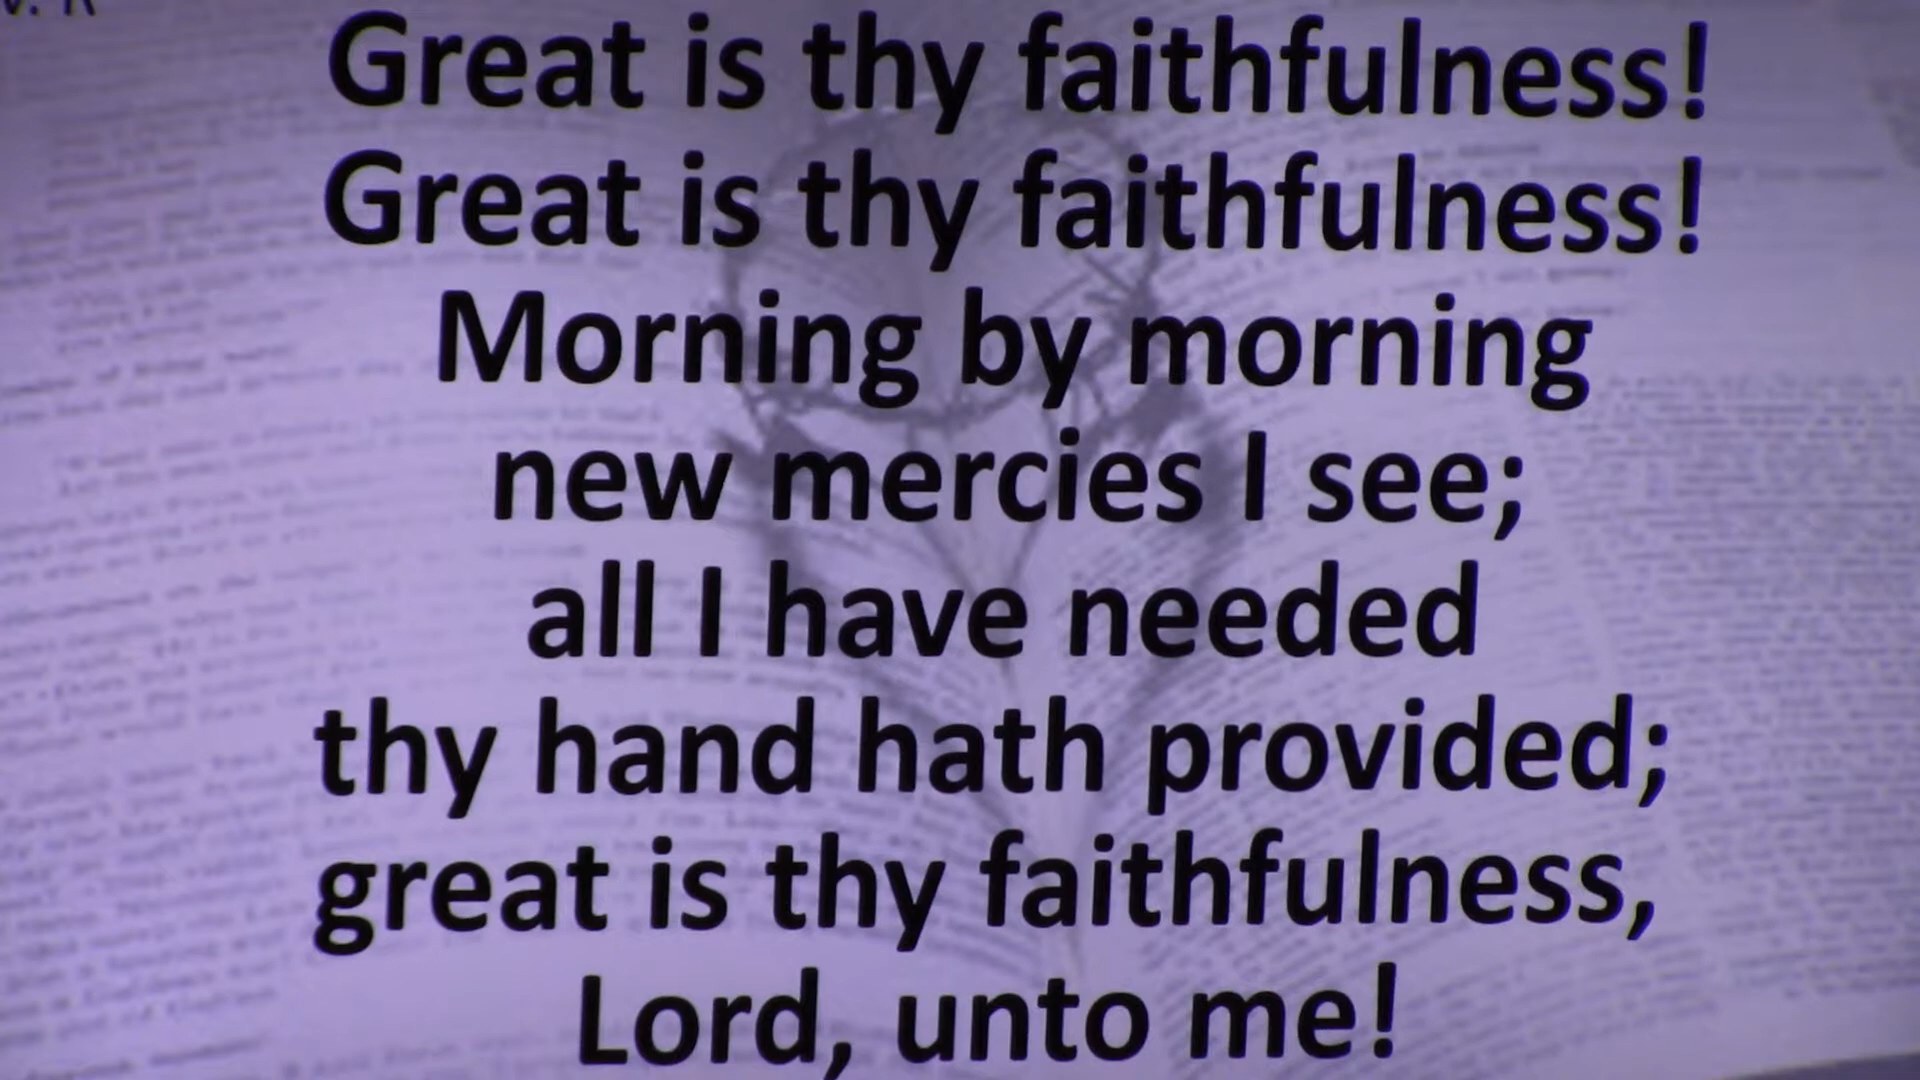 Great is thy faithfulness!
Great is thy faithfulness!
Morning by morning
new mercies I see;
all I have needed
thy hand hath provided;
great is thy faithfulness,
Lord, unto me!